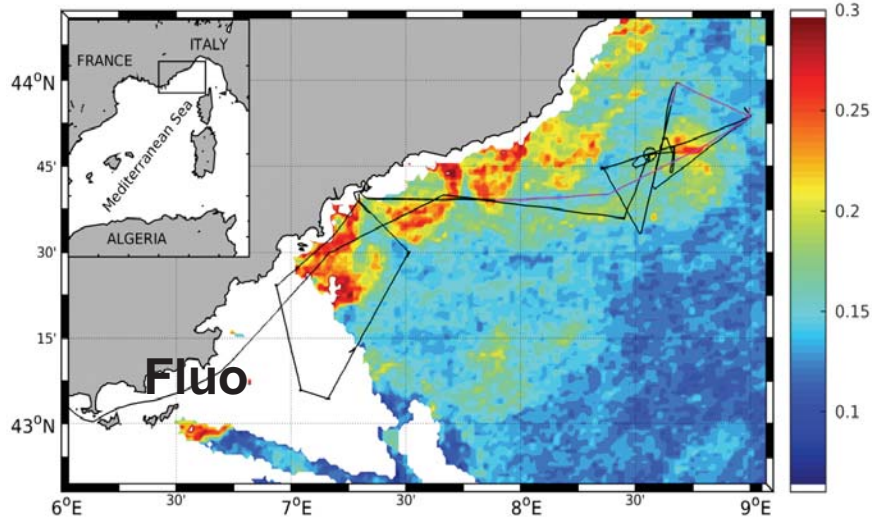 FRANCE
ITALY
Mediterranean Sea
ALGERIA
44°N
45'
30'
15'
43°N
Fluo
6°E
30'
7°E
30'
8°E
30'
9°E
0.3
0.25
0.2
0.15
0.1